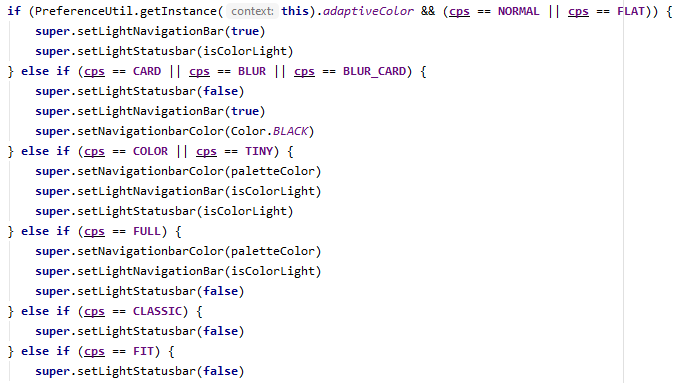 if (PreferenceUtil.getInstance( context: this).adaptiveColor && (cps == NORMAL || cps == FLAT)) {
    super.setLightNavigationBar(true)
    super.setLightStatusbar(isColorLight)
} else if (cps == CARD || cps == BLUR || cps == BLUR_CARD) {
    super.setLightStatusbar(false)
    super.setLightNavigationBar(true)
    super.setNavigationbarColor(Color.BLACK)
} else if (cps == COLOR || cps == TINY) {
    super.setNavigationbarColor(paletteColor)
    super.setLightNavigationBar(isColorLight)
    super.setLightStatusbar(isColorLight)
} else if (cps == FULL) {
    super.setNavigationbarColor(paletteColor)
    super.setLightNavigationBar(isColorLight)
    super.setLightStatusbar(false)
} else if (cps == CLASSIC) {
    super.setLightStatusbar(false)
} else if (cps == FIT) {
    super.setLightStatusbar(false)